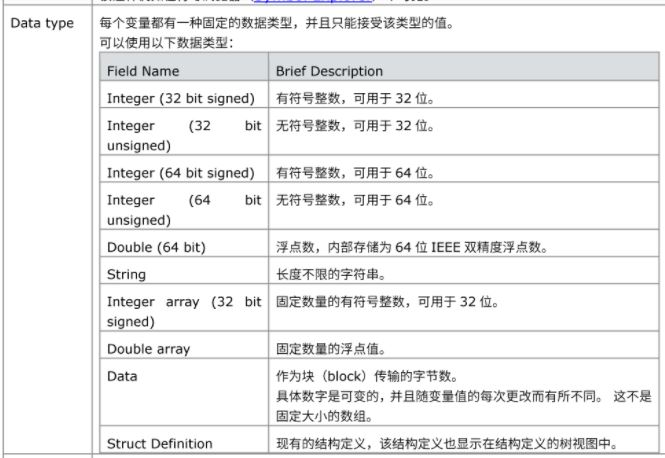 Data type
每个变量都有一种固定的数据类型，并且只能接受该类型的值。
可以使用以下数据类型：
Field Name
Brief Description
Integer (32 bit signed)
有符号整数，可用于 32 位。
Integer (32 bit
unsigned)
无符号整数，可用于 32 位。
Integer (64 bit signed)
有符号整数，可用于 64 位。
Integer (64 bit
unsigned)
无符号整数，可用于 64 位。
Double (64 bit)
浮点数，内部存储为 64 位 IEEE 双精度浮点数。
String
长度不限的字符串。
Integer array (32 bit
signed)
固定数量的有符号整数，可用于 32 位。
Double array
固定数量的浮点值。
Data
作为块（block）传输的字节数。
具体数字是可变的，并且随变量值的每次更改而有所不同。 这不是
固定大小的数组。
Struct Definition
现有的结构定义，该结构定义也显示在结构定义的树视图中。